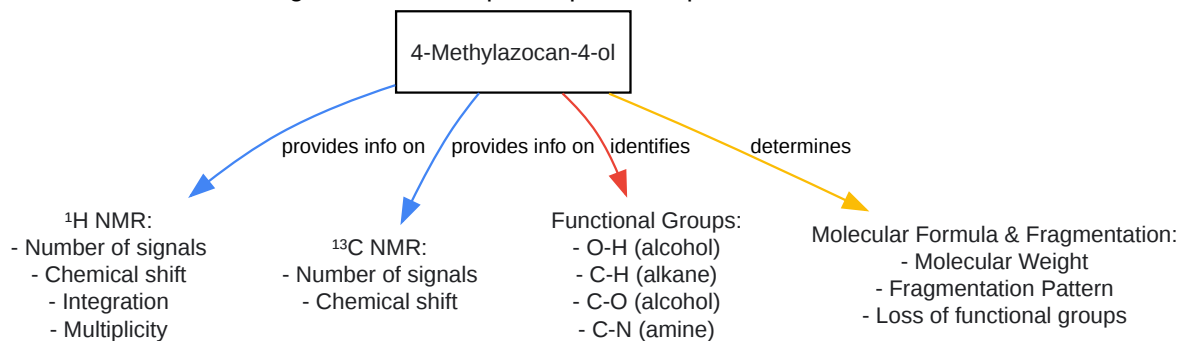 4-Methylazocan-4-ol
provides info on
provides info on
identifies
determines
¹H NMR:
- Number of signals
- Chemical shift
- Integration
- Multiplicity
¹³C NMR:
- Number of signals
- Chemical shift
Functional Groups:
- O-H (alcohol)
- C-H (alkane)
- C-O (alcohol)
- C-N (amine)
Molecular Formula & Fragmentation:
- Molecular Weight
- Fragmentation Pattern
- Loss of functional groups